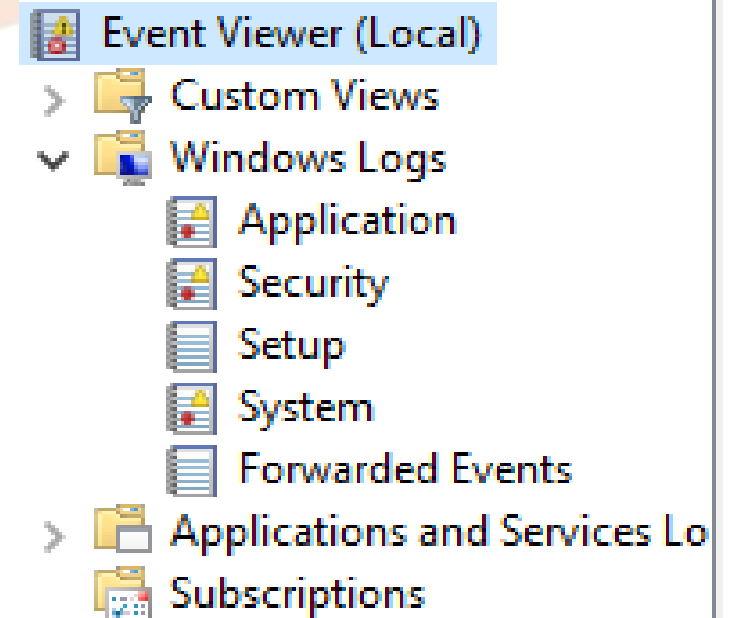 Event Viewer (Local)
Custom Views
Windows Logs
Application
Security
Setup
System
Forwarded Events
Applications and Services Lo
Subscriptions